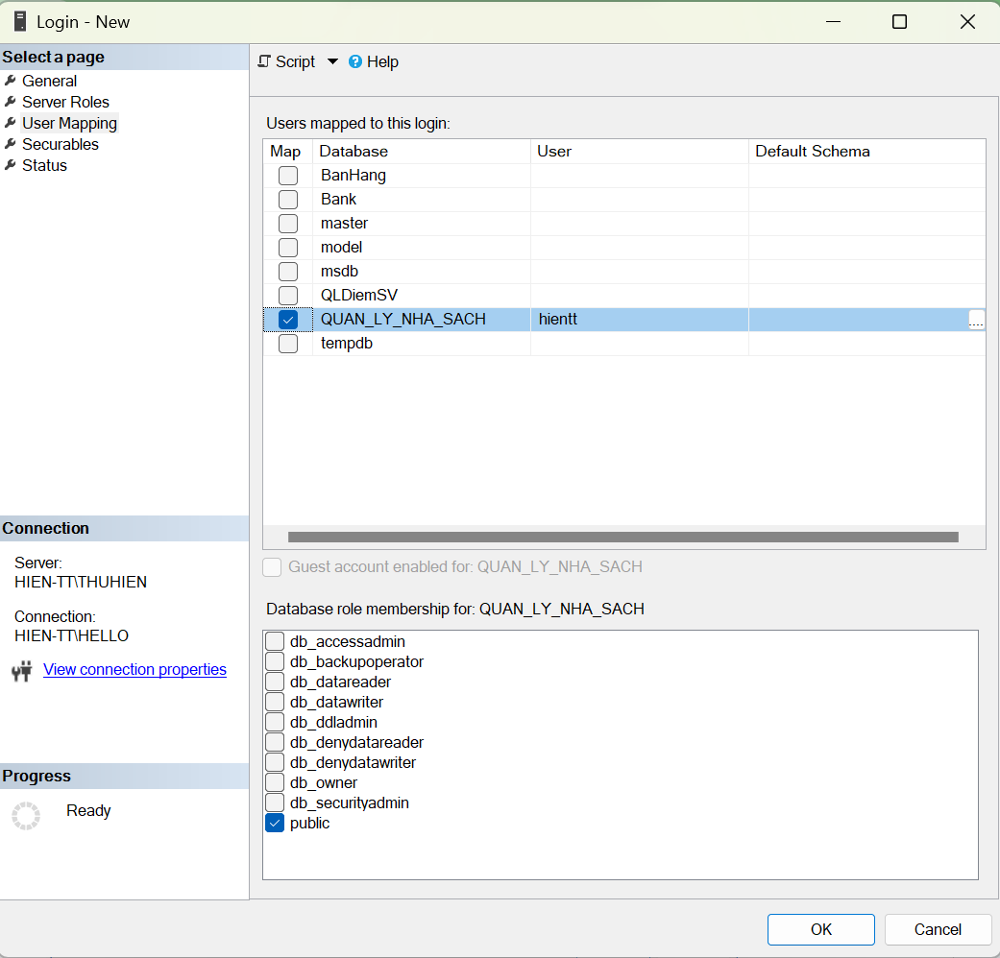 Login - New
Select a page
General
Server Roles
User Mapping
Securables
Status
Script Help
Users mapped to this login:
Map Database User Default Schema
BanHang
Bank
master
model
msdb
QLDiemSV
QUAN_LY_NHA_SACH hientt ...
tempdb
Guest account enabled for: QUAN_LY_NHA_SACH
Database role membership for: QUAN_LY_NHA_SACH
db_accessadmin
db_backupoperator
db_datareader
db_datawriter
db_ddladmin
db_denydatareader
db_denydatawriter
db_owner
db_securityadmin
public
Connection
Server:
HIEN-TT\THUHIEN
Connection:
HIEN-TT\HELLO
View connection properties
Progress
Ready
OK Cancel